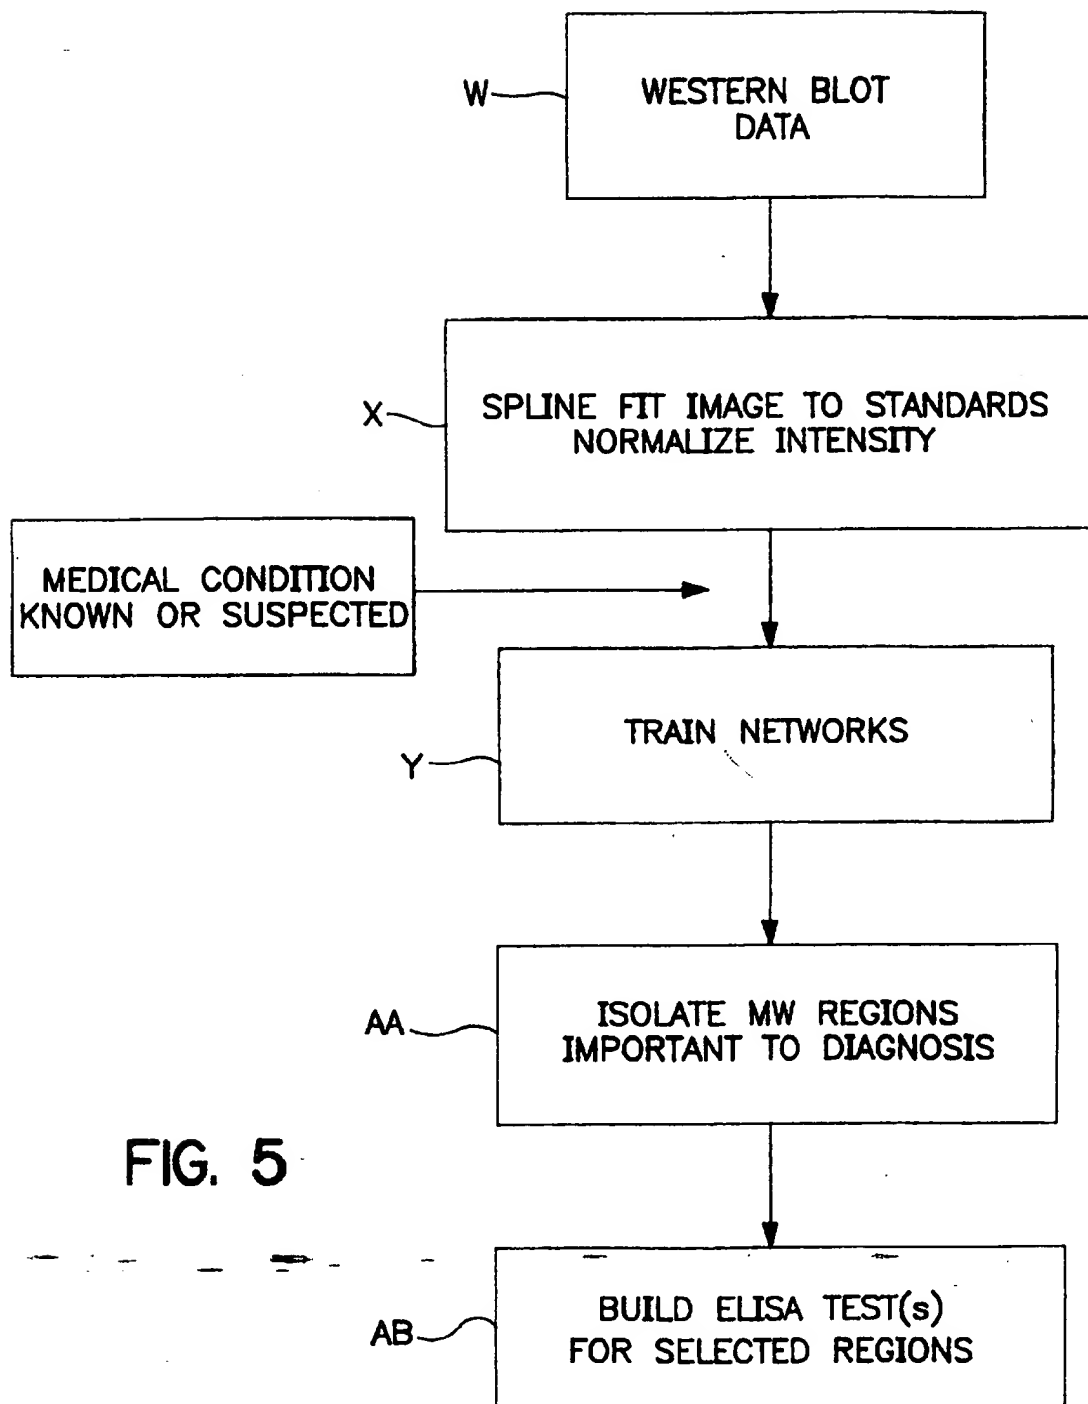 W
WESTERN BLOT
DATA
X
SPLINE FIT IMAGE TO STANDARDS
NORMALIZE INTENSITY
MEDICAL CONDITION
KNOWN OR SUSPECTED
TRAIN NETWORKS
Y
AA
ISOLATE MW REGIONS
IMPORTANT TO DIAGNOSIS
FIG. 5
AB
BUILD ELISA TEST(s)
FOR SELECTED REGIONS